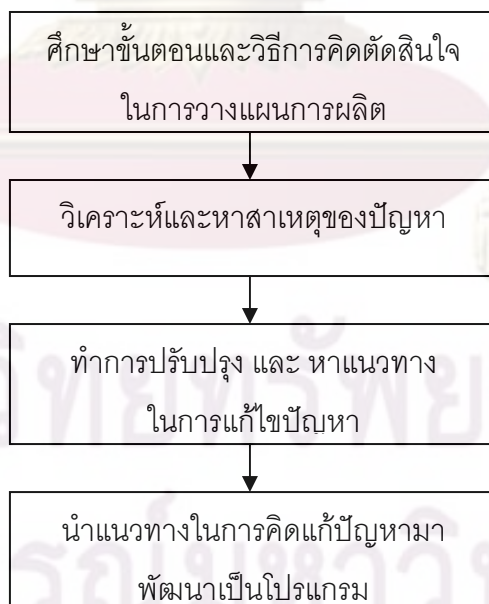 ศึกษาขั้นตอนและวิธีการคิดตัดสินใจ
ในการวางแผนการผลิต
วิเคราะห์และหาสาเหตุของปัญหา
ทำการปรับปรุง และ หาแนวทาง
ในการแก้ไขปัญหา
นำแนวทางในการคิดแก้ปัญหามา
พัฒนาเป็นโปรแกรม